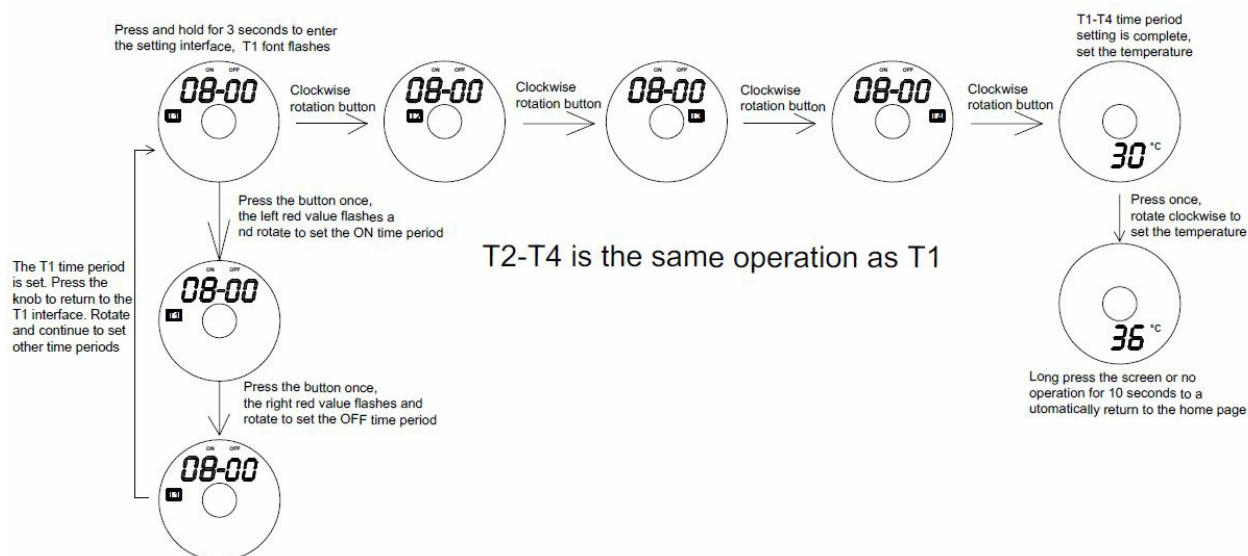 Press and hold for 3 seconds to enter
the setting interface, T1 font flashes
ON OFF
08-00
Clockwise
rotation button
08-00
Clockwise
rotation button
08-00
Clockwise
rotation button
08-00
Clockwise
rotation button
T1-T4 time period
setting is complete,
set the temperature
30 °C
Press the button once,
the left red value flashes a
nd rotate to set the ON time period
Press once,
rotate clockwise to
set the temperature
T2-T4 is the same operation as T1
The T1 time period
is set. Press the
knob to return to the
T1 interface. Rotate
and continue to set
other time periods
ON OFF
08-00
36 °C
Press the button once,
the right red value flashes and
rotate to set the OFF time period
Long press the screen or no
operation for 10 seconds to a
utomatically return to the home page
ON OFF
08-00